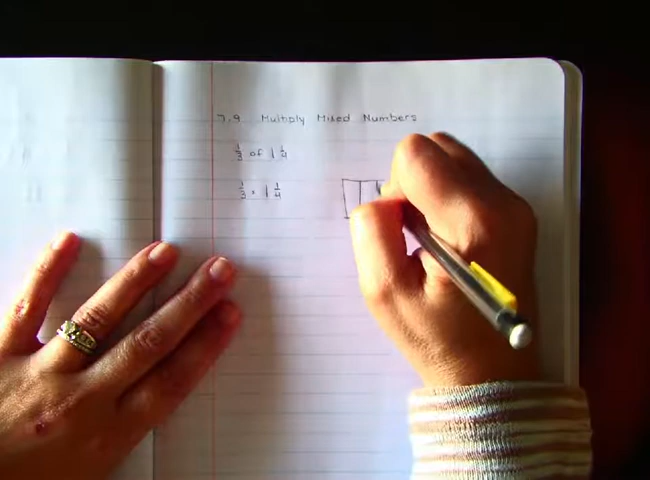 7.9 Multiply Mixed Numbers
1/3 of 1 1/4
1/3 · 1 1/4